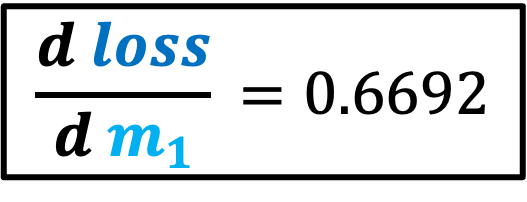 d loss
d m₁
= 0.6692